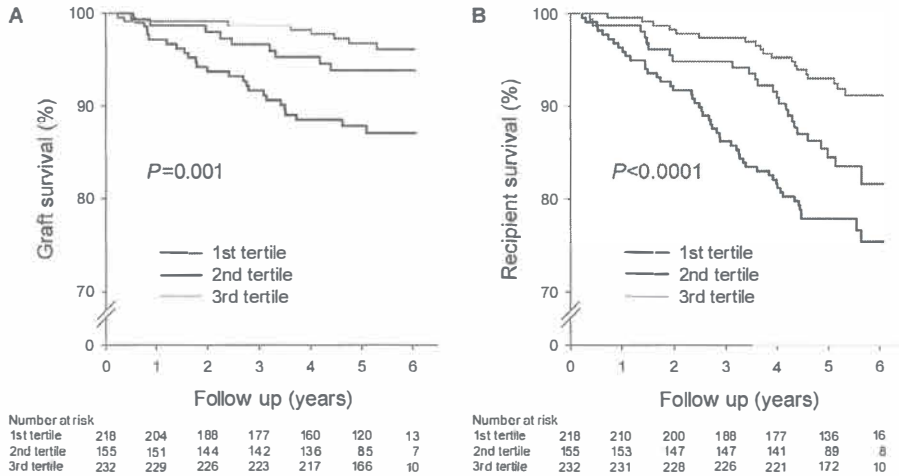 A
Graft survival (%)
100
90
80
70
0
P=0.001
1st tertile
2nd tertile
3rd tertile
0 1 2 3 4 5 6
Follow up (years)
Number at risk
1st tertile 218 204 188 177 160 120 13
2nd tertile 155 151 144 142 136 85 7
3rd tertile 232 229 226 223 217 166 10
B
Recipient survival (%)
100
90
80
70
0
P<0.0001
1st tertile
2nd tertile
3rd tertile
0 1 2 3 4 5 6
Follow up (years)
Number at risk
1st tertile 218 210 200 188 177 136 16
2nd tertile 155 153 147 147 141 89 8
3rd tertile 232 231 228 226 221 172 10